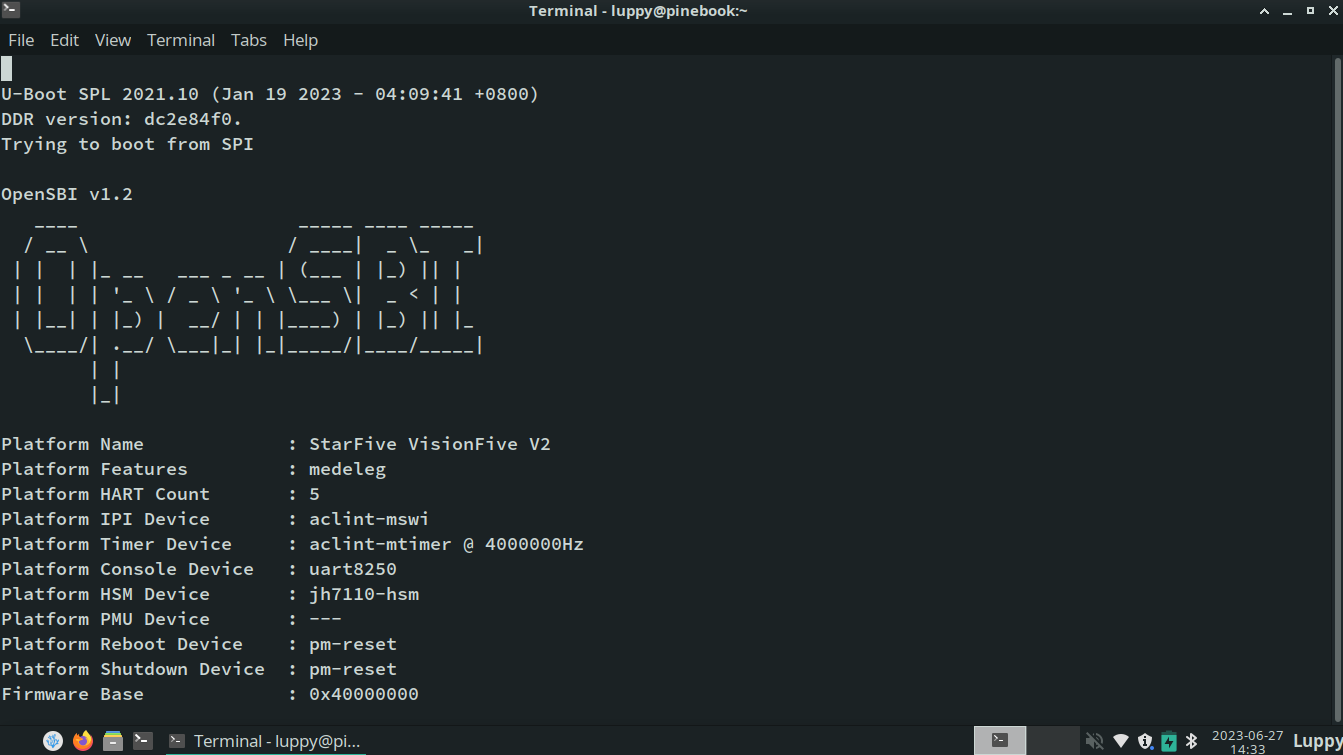 Terminal - luppy@pinebook:~
File Edit View Terminal Tabs Help
U-Boot SPL 2021.10 (Jan 19 2023 - 04:09:41 +0800)
DDR version: dc2e84f0.
Trying to boot from SPI
OpenSBI v1.2
   ____                    _____ ____ _____
  / __ \                  / ____|  _ \_   _|
 | |  | |_ __   ___ _ __ | (___ | |_) || |
 | |  | | '_ \ / _ \ '_ \ \___ \|  _ < | |
 | |__| | |_) |  __/ | | |____) | |_) || |_
  \____/| .__/ \___|_| |_|_____/|____/_____|
        | |
        |_|
Platform Name             : StarFive VisionFive V2
Platform Features         : medeleg
Platform HART Count       : 5
Platform IPI Device       : aclint-mswi
Platform Timer Device     : aclint-mtimer @ 4000000Hz
Platform Console Device   : uart8250
Platform HSM Device       : jh7110-hsm
Platform PMU Device       : ---
Platform Reboot Device    : pm-reset
Platform Shutdown Device  : pm-reset
Firmware Base             : 0x40000000
Terminal - luppy@pi...
2023-06-27
14:33
Luppy